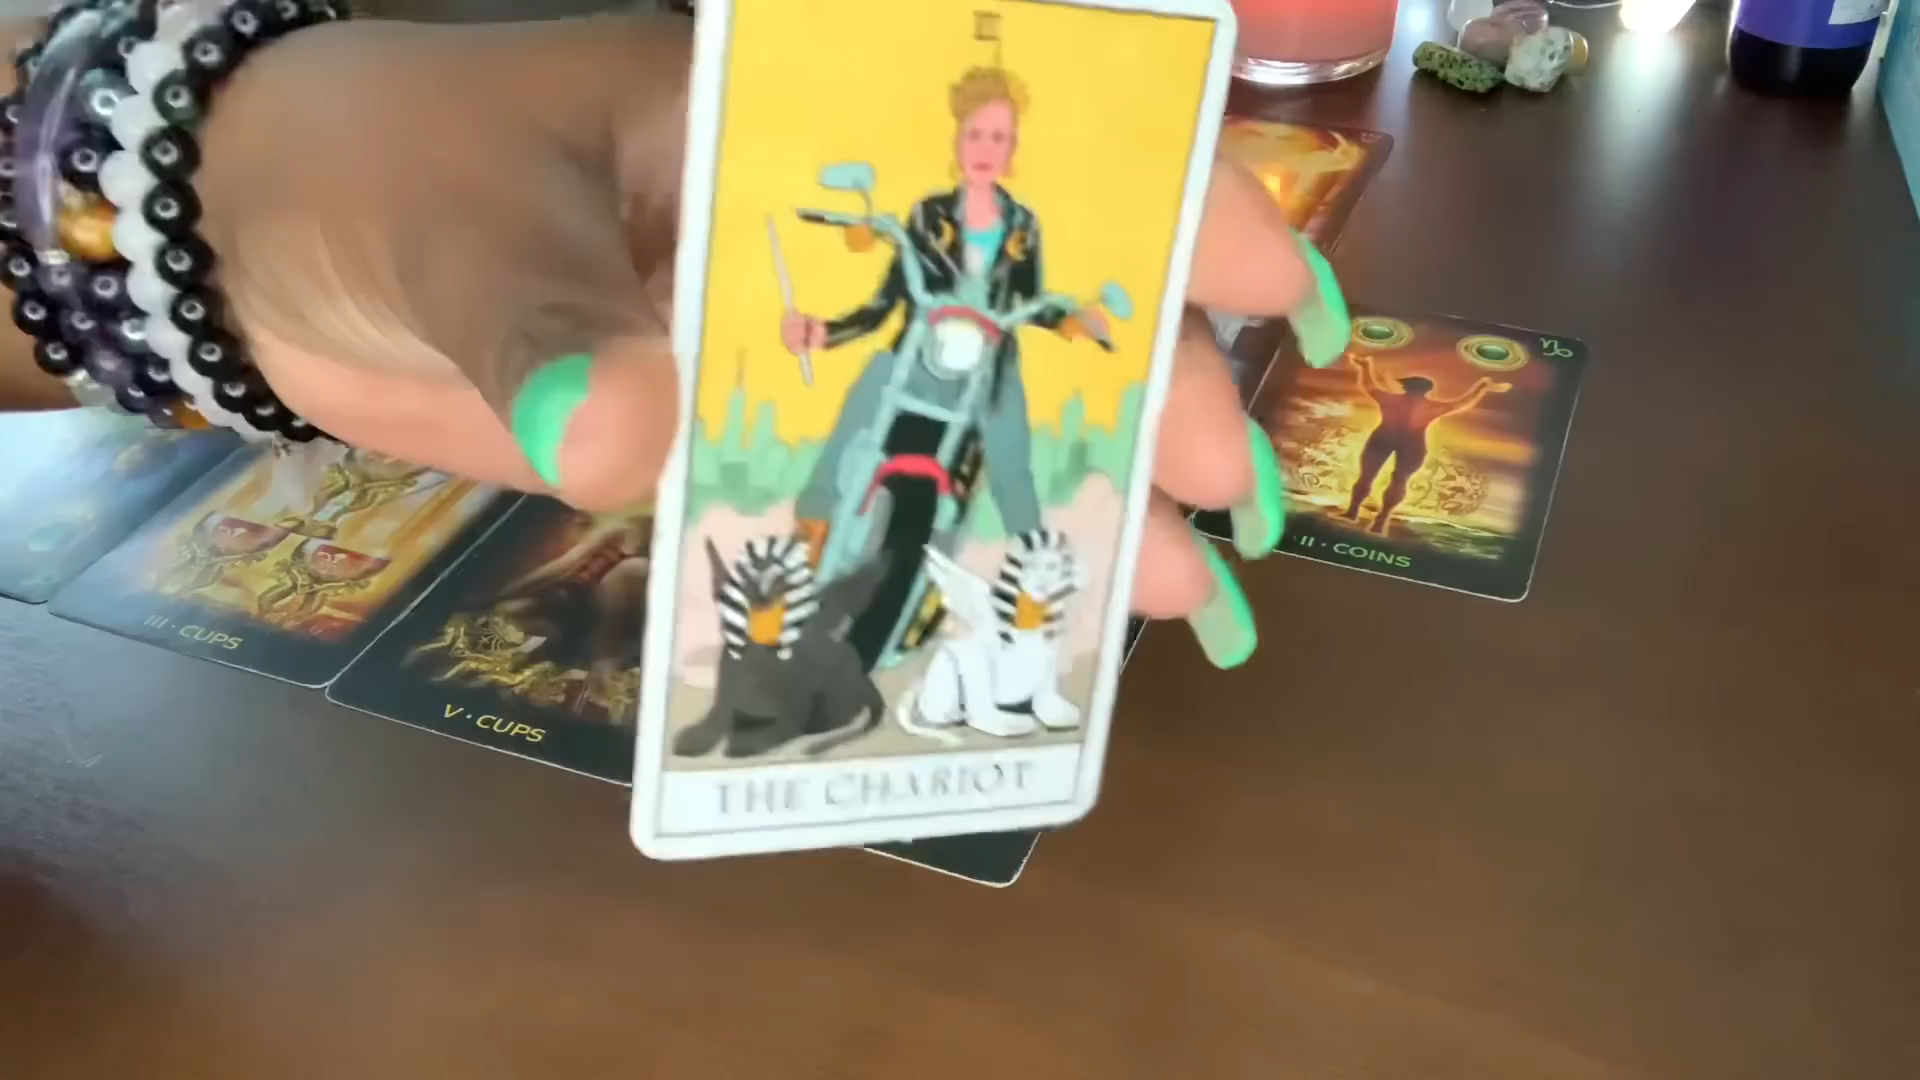 THE CHARIOT
II · COINS
III · CUPS
V · CUPS